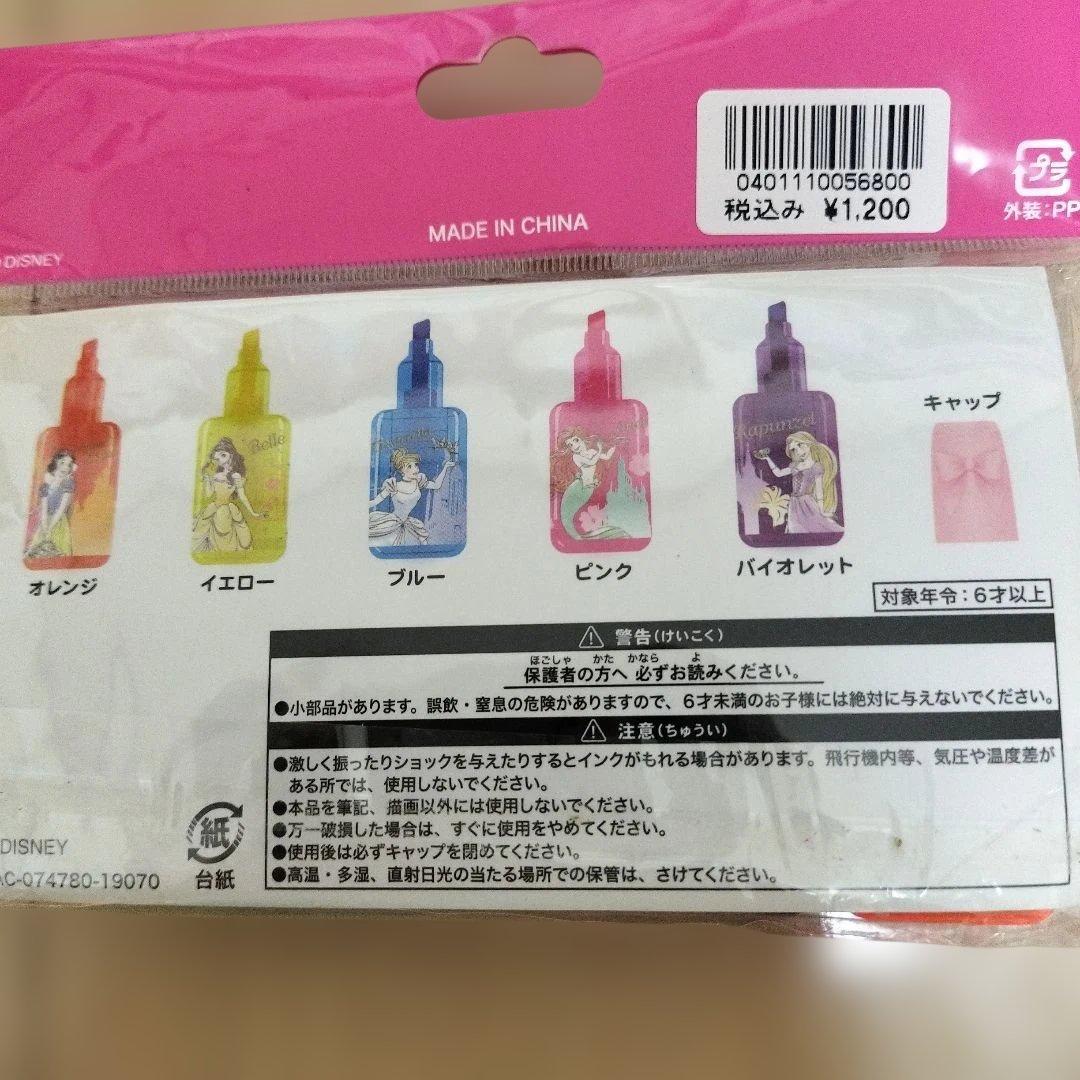 0401110056800
税込み ¥1,200
プラ
外装:PP
MADE IN CHINA
©DISNEY
Belle
Rapunzel
キャップ
オレンジ
イエロー
ブルー
ピンク
バイオレット
対象年令:6才以上
⚠ 警告(けいこく)
ほごしゃ かた かなら よ
保護者の方へ 必ずお読みください。
●小部品があります。誤飲・窒息の危険がありますので、6才未満のお子様には絶対に与えないでください。
⚠ 注意(ちゅうい)
●激しく振ったりショックを与えたりするとインクがもれる場合があります。飛行機内等、気圧や温度差が
ある所では、使用しないでください。
●本品を筆記、描画以外には使用しないでください。
●万一破損した場合は、すぐに使用をやめてください。
●使用後は必ずキャップを閉めてください。
●高温・多湿、直射日光の当たる場所での保管は、さけてください。
紙
台紙
DISNEY
AC-074780-19070